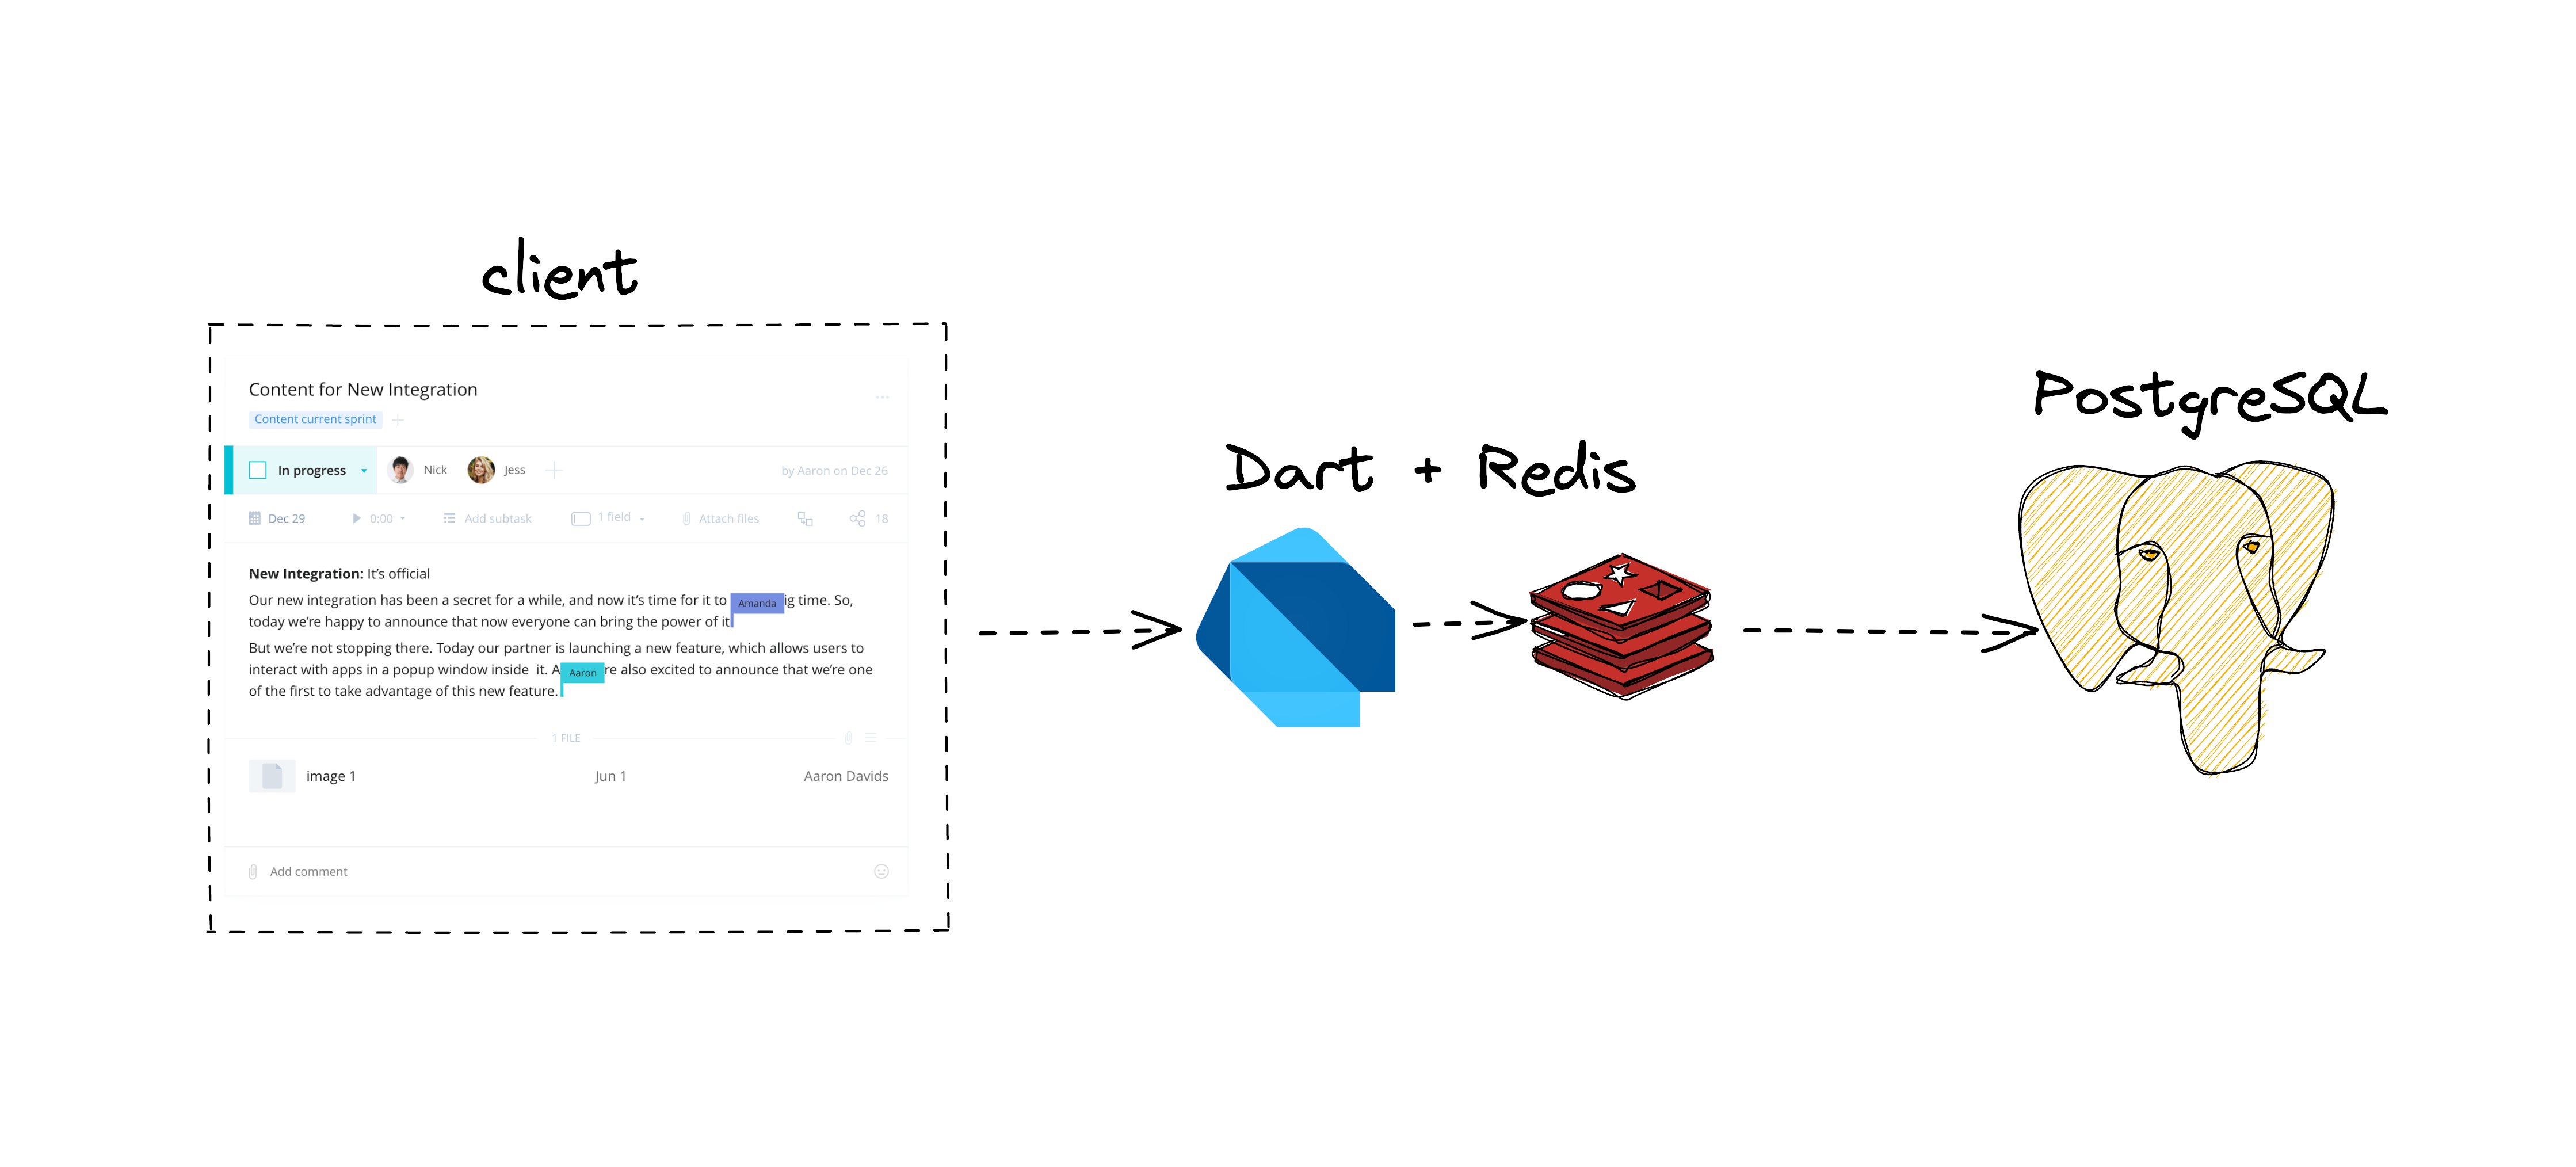 client
Content for New Integration
Content current sprint
In progress
Nick
Jess
by Aaron on Dec 26
Dec 29
0:00
Add subtask
1 field
Attach files
18
New Integration: It's official
Our new integration has been a secret for a while, and now it's time for it to Amanda ig time. So,
today we're happy to announce that now everyone can bring the power of it
But we're not stopping there. Today our partner is launching a new feature, which allows users to
interact with apps in a popup window inside it. A Aaron re also excited to announce that we're one
of the first to take advantage of this new feature.
1 FILE
image 1
Jun 1
Aaron Davids
Add comment
Dart + Redis
PostgreSQL